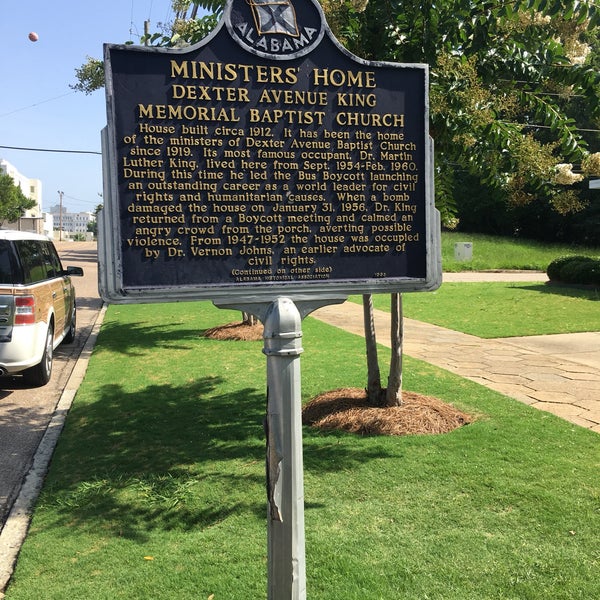 ALABAMA
MINISTERS' HOME
DEXTER AVENUE KING
MEMORIAL BAPTIST CHURCH
House built circa 1912. It has been the home
of the ministers of Dexter Avenue Baptist Church
since 1919. Its most famous occupant, Dr. Martin
Luther King, lived here from Sept. 1954-Feb. 1960.
During this time he led the Bus Boycott launching
an outstanding career as a world leader for civil
rights and humanitarian causes. When a bomb
damaged the house on January 31, 1956, Dr. King
returned from a Boycott meeting and calmed an
angry crowd from the porch, averting possible
violence. From 1947-1952 the house was occupied
by Dr. Vernon Johns, an earlier advocate of
civil rights.
(Continued on other side)
ALABAMA HISTORICAL ASSOCIATION